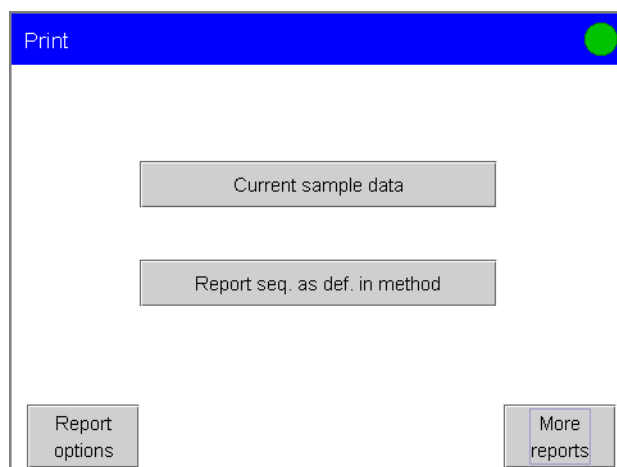 Print
Current sample data
Report seq. as def. in method
Report
options
More
reports